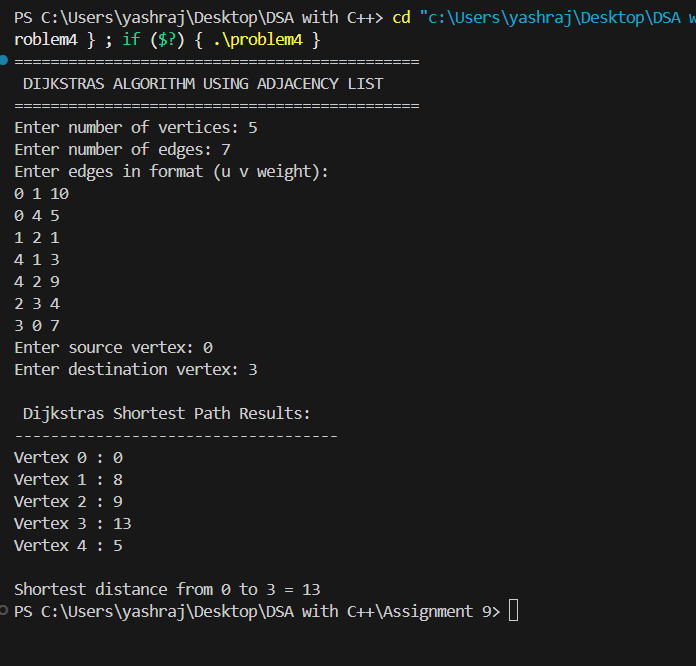 PS C:\Users\yashraj\Desktop\DSA with C++> cd "c:\Users\yashraj\Desktop\DSA w
roblem4 } ; if ($?) { .\problem4 }
=============================================
DIJKSTRAS ALGORITHM USING ADJACENCY LIST
=============================================
Enter number of vertices: 5
Enter number of edges: 7
Enter edges in format (u v weight):
0 1 10
0 4 5
1 2 1
4 1 3
4 2 9
2 3 4
3 0 7
Enter source vertex: 0
Enter destination vertex: 3
Dijkstras Shortest Path Results:
------------------------------------
Vertex 0 : 0
Vertex 1 : 8
Vertex 2 : 9
Vertex 3 : 13
Vertex 4 : 5
Shortest distance from 0 to 3 = 13
PS C:\Users\yashraj\Desktop\DSA with C++\Assignment 9>